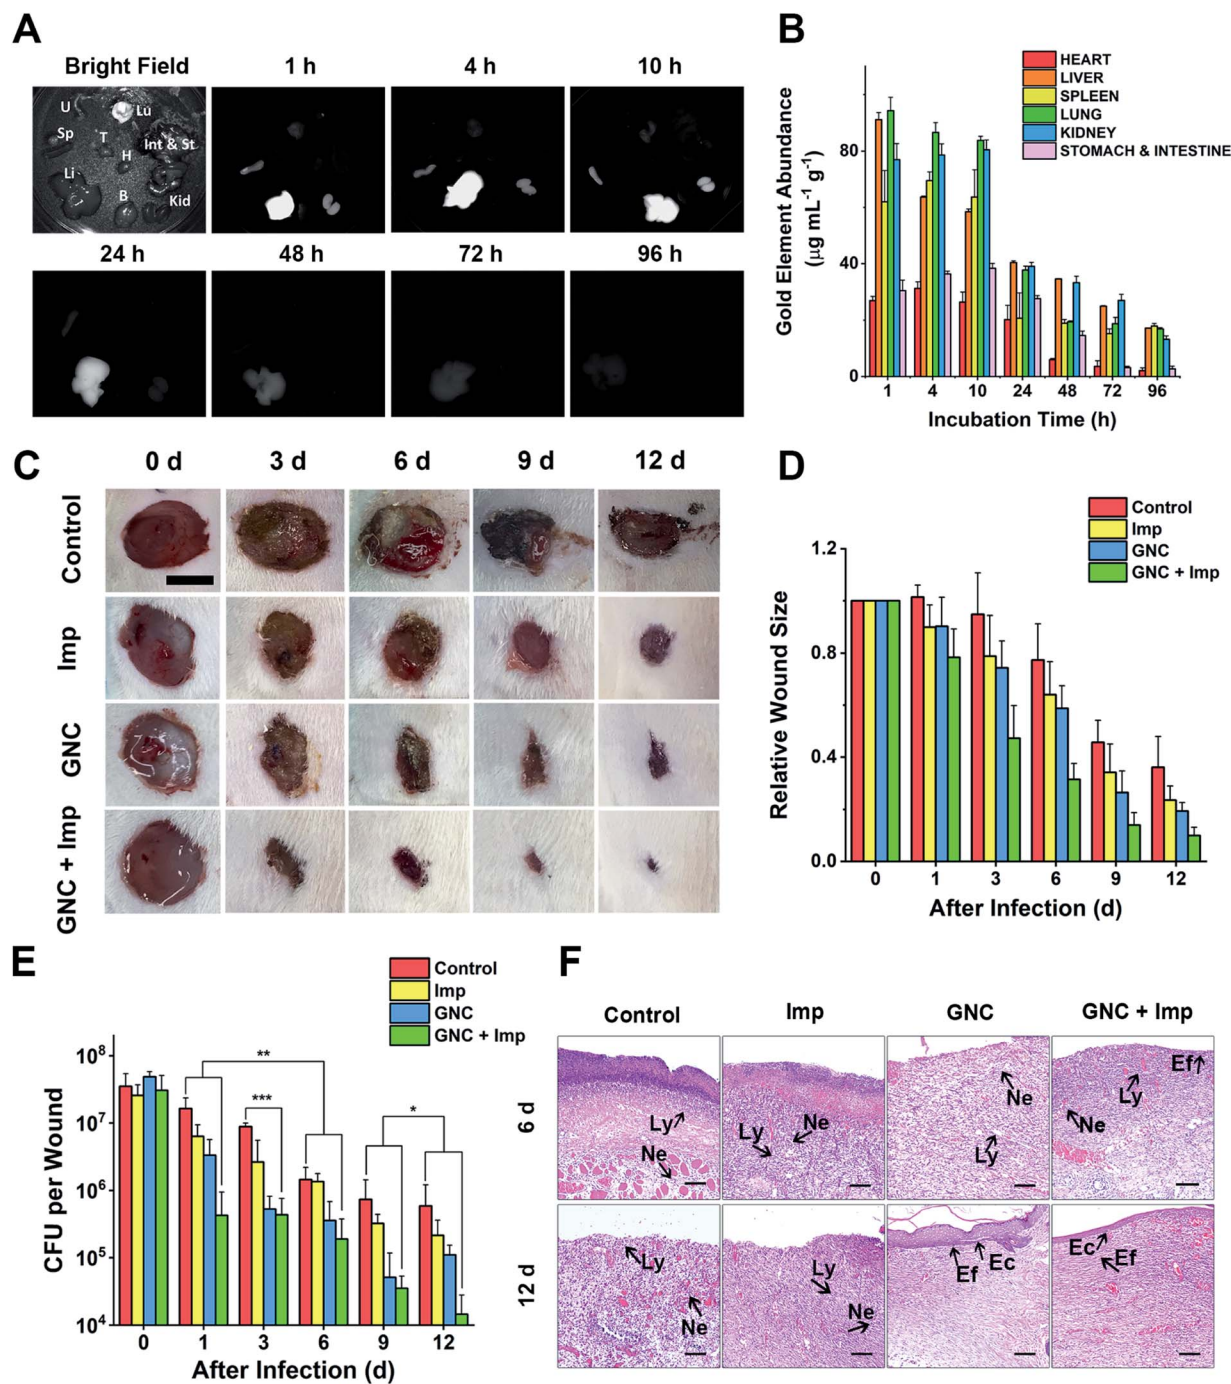 A
Bright Field 1 h 4 h 10 h
U
Lu
Sp
T
Int & St
H
Li
B
Kid
24 h 48 h 72 h 96 h
B
HEART
LIVER
SPLEEN
LUNG
KIDNEY
STOMACH & INTESTINE
Gold Element Abundance
(μg mL⁻¹ g⁻¹)
80
40
0
1 4 10 24 48 72 96
Incubation Time (h)
C
0 d 3 d 6 d 9 d 12 d
Control
Imp
GNC
GNC + Imp
D
Control
Imp
GNC
GNC + Imp
Relative Wound Size
1.2
0.8
0.4
0.0
0 1 3 6 9 12
After Infection (d)
E
Control
Imp
GNC
GNC + Imp
CFU per Wound
10⁸
10⁷
10⁶
10⁵
10⁴
**
***
*
0 1 3 6 9 12
After Infection (d)
F
Control Imp GNC GNC + Imp
6 d
Ly
Ne
Ly
Ne
Ne
Ly
Ef
Ly
Ne
12 d
Ly
Ne
Ly
Ne
Ef
Ec
Ec
Ef